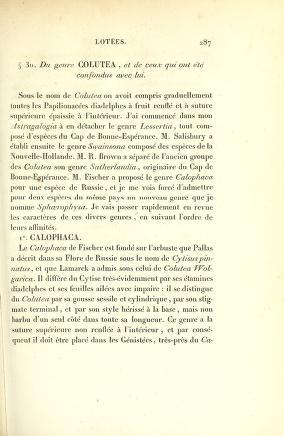 LOTÉES. 287
§ 30. Du genre COLUTEA, et de ceux qui ont été
confondus avec lui.
Sous le nom de Colutea on avoit compris graduellement
toutes les Papilionacées diadelphes à fruit renflé et à suture
supérieure épaissie à l'intérieur. J'ai commencé dans mon
Astragalogia à en détacher le genre Lessertia, tout com-
posé d'espèces du Cap de Bonne-Espérance. M. Salisbury a
établi ensuite le genre Swainsona composé des espèces de la
Nouvelle-Hollande. M. R. Brown a séparé de l'ancien groupe
des Colutea son genre Sutherlandia, originaire du Cap de
Bonne-Espérance. M. Fischer a proposé le genre Calophaca
pour une espèce de Russie, et je me vois forcé d'admettre
pour deux espèces du même pays un nouveau genre que je
nomme Sphærophysa. Je vais passer rapidement en revue
les caractères de ces divers genres, en suivant l'ordre de
leurs affinités.
1°. CALOPHACA.
Le Calophaca de Fischer est fondé sur l'arbuste que Pallas
a décrit dans sa Flore de Russie sous le nom de Cytisus pin-
natus, et que Lamarck a admis sous celui de Colutea Wol-
garica. Il diffère du Cytise très-évidemment par ses étamines
diadelphes et ses feuilles ailées avec impaire : il se distingue
du Colutea par sa gousse sessile et cylindrique, par son stig-
mate terminal, et par son style hérissé à la base, mais non
barbu d'un seul côté dans toute sa longueur. Ce genre a la
suture supérieure non renflée à l'intérieur, et par consé-
quent il doit être placé dans les Génistées, très-près du Ca-